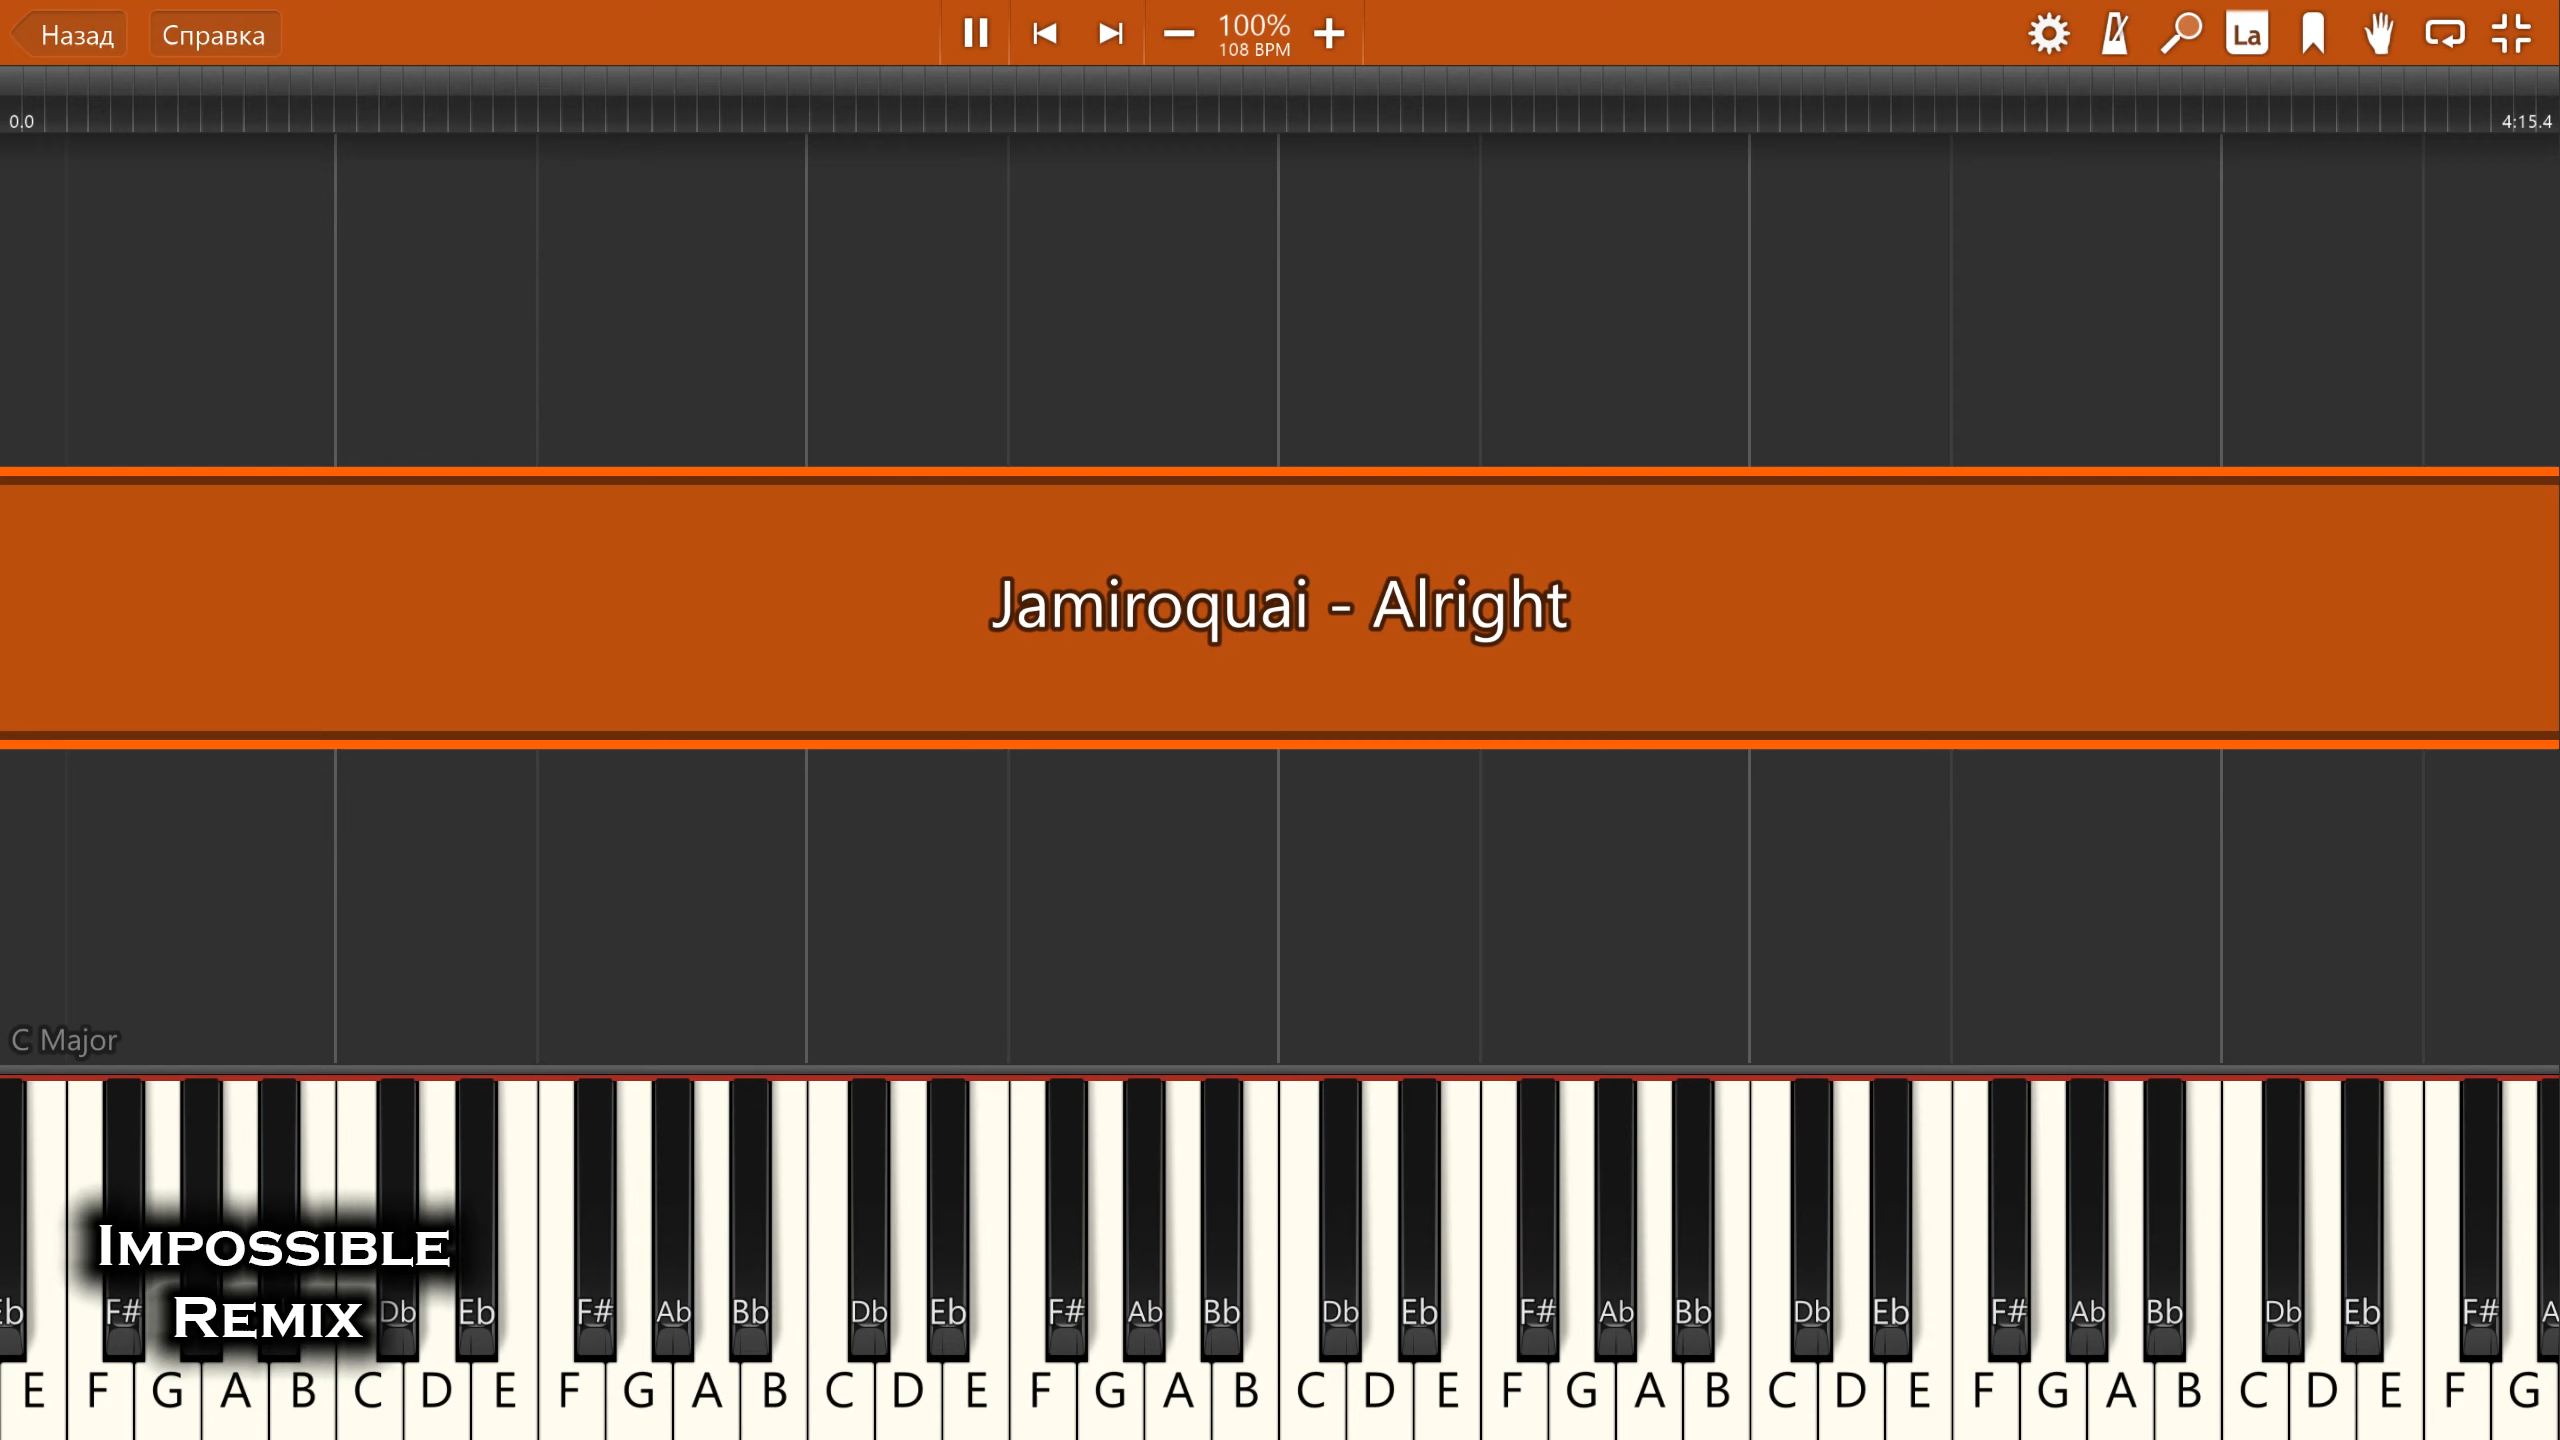 Назад Справка 100% La
108 BPM
0.0 4:15.4
Jamiroquai - Alright
C Major
Impossible
Remix
Eb F# Db Eb F# Ab Bb Db Eb F# Ab Bb Db Eb F# Ab Bb Db Eb F# Ab Bb Db Eb F# A
E F G A B C D E F G A B C D E F G A B C D E F G A B C D E F G A B C D E F G